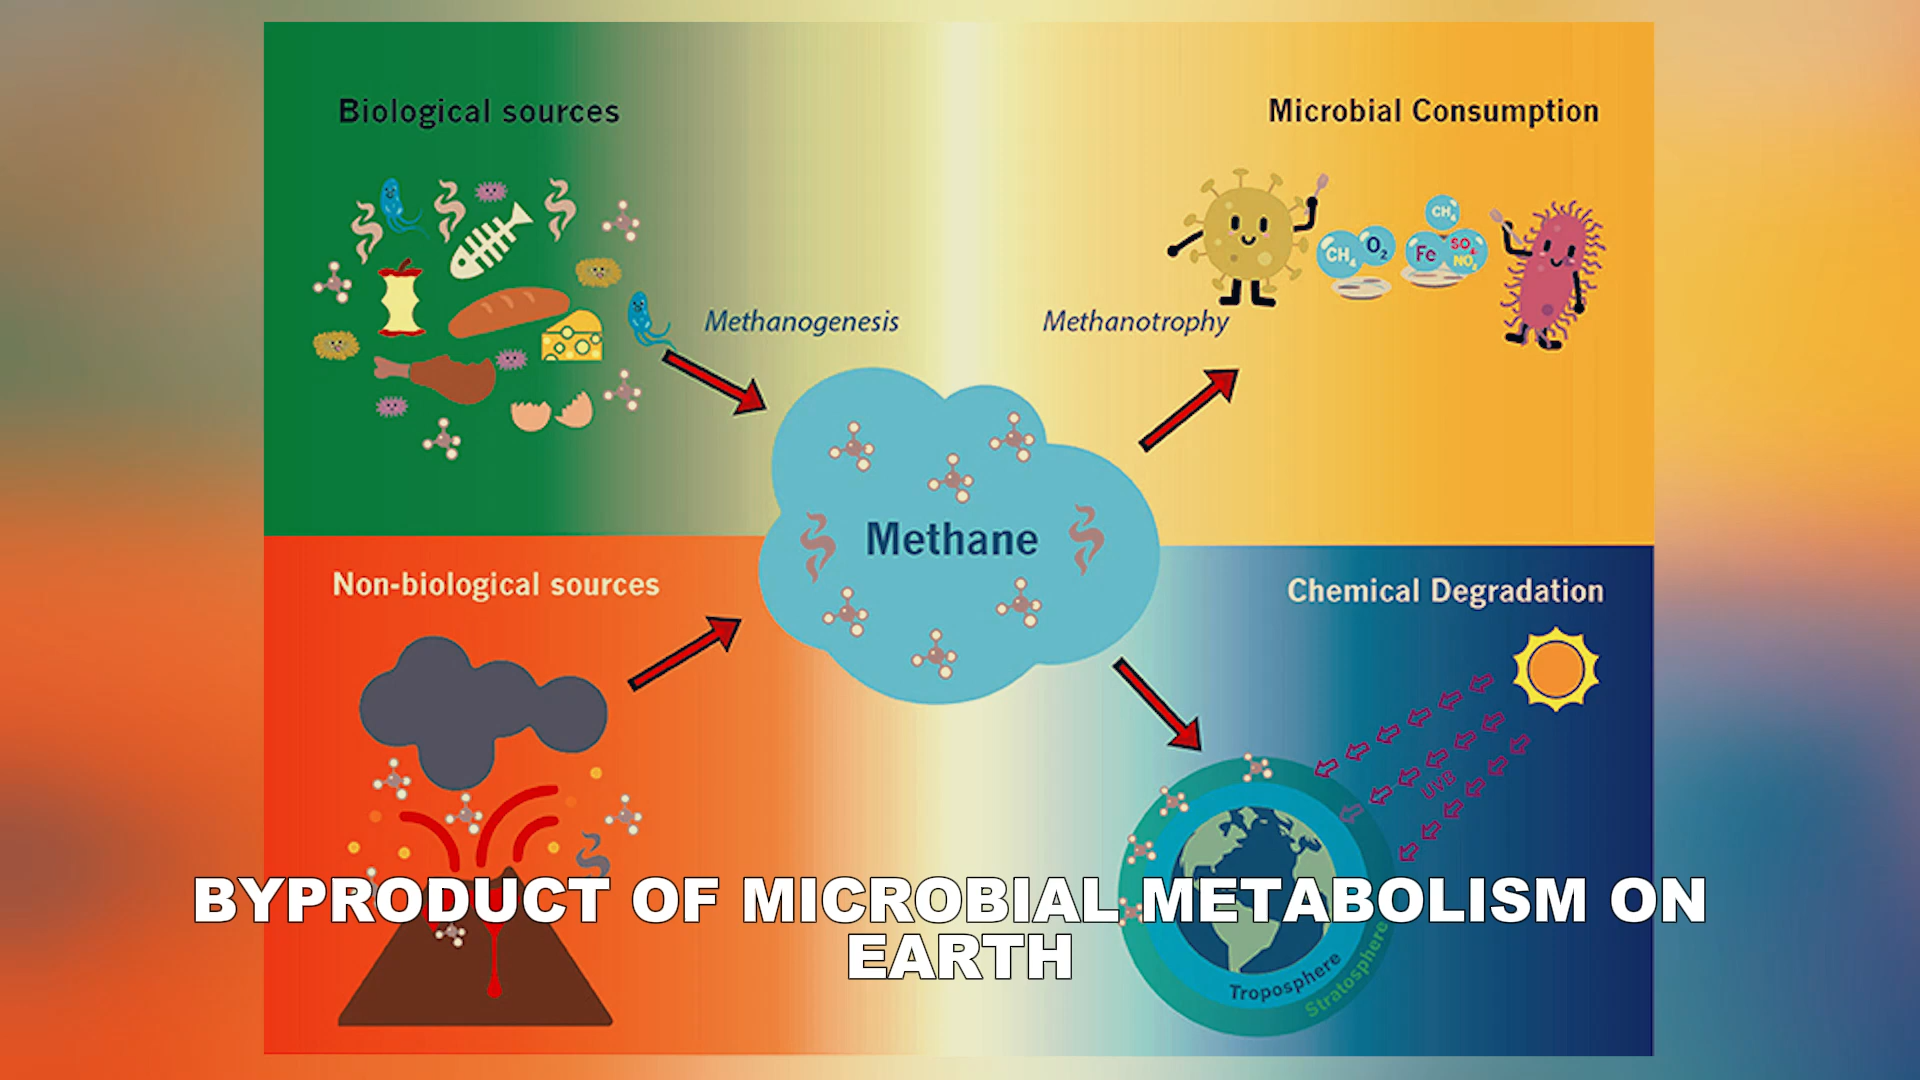 Biological sources
Microbial Consumption
CH4
O2
CH4
Fe
SO4
NO2
Methanogenesis
Methanotrophy
Methane
Non-biological sources
Chemical Degradation
UVB
BYPRODUCT OF MICROBIAL METABOLISM ON
EARTH
Troposphere
Stratosphere